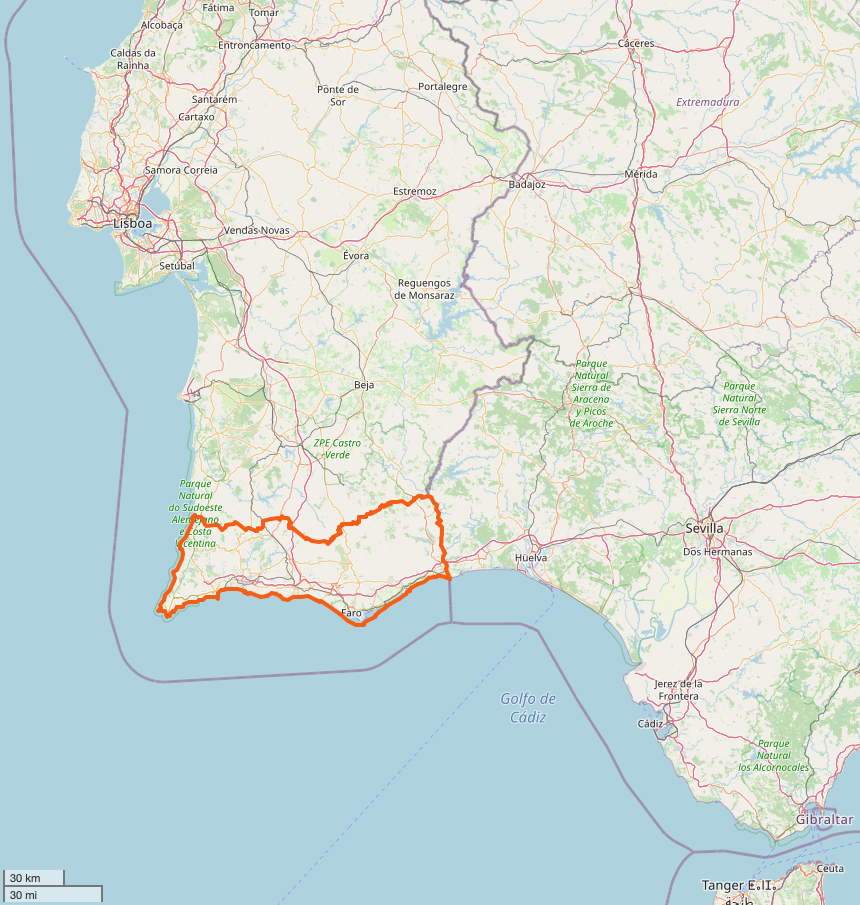 Fátima
Tomar
Alcobaça
Entroncamento
Cáceres
Caldas da
Rainha
Portalegre
Ponte de
Sor
Santarém
Extremadura
Cartaxo
Samora Correia
Mérida
Badajoz
Estremoz
Lisboa
Vendas Novas
Évora
Setúbal
Reguengos
de Monsaraz
Parque
Natural
Sierra de
Aracena
y Picos
de Aroche
Beja
Parque
Natural
Sierra Norte
de Sevilla
ZPE Castro
Verde
Parque
Natural
do Sudoeste
Alentejano
e Costa
Vicentina
Sevilla
Dos Hermanas
Huelva
Faro
Jerez de la
Frontera
Golfo de
Cádiz
Cádiz
Parque
Natural
los Alcornocales
Gibraltar
30 km
30 mi
Ceuta
Tanger ⵟⴰⵏⵊⴰ
طنجة